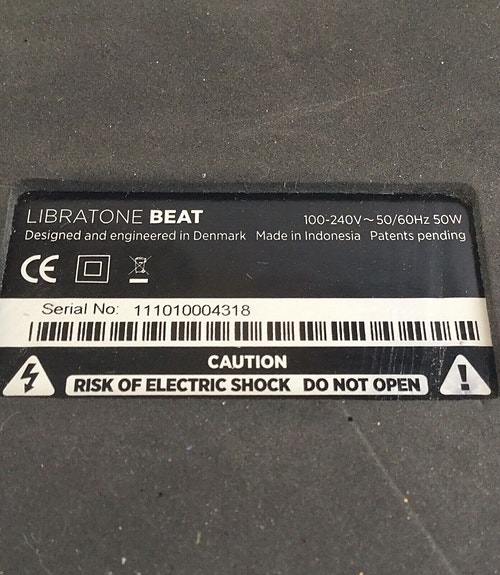 LIBRATONE BEAT 100-240V~50/60Hz 50W
Designed and engineered in Denmark Made in Indonesia Patents pending
CE
Serial No: 111010004318
CAUTION
RISK OF ELECTRIC SHOCK DO NOT OPEN